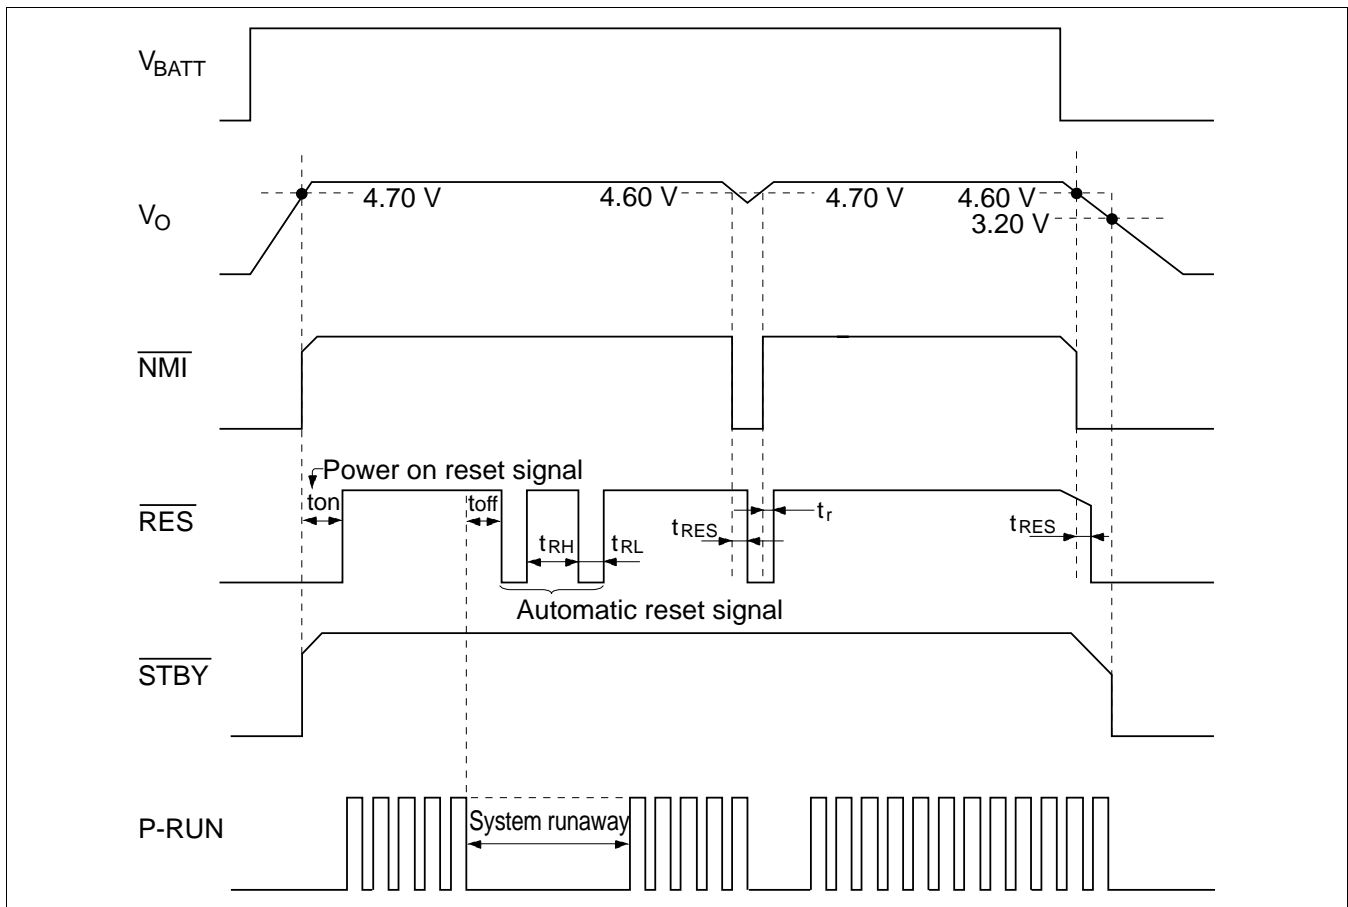 VBATT
VO
4.70 V
4.60 V
4.70 V
4.60 V
3.20 V
NMI
Power on reset signal
RES
ton
toff
tRH
tRL
tRES
tr
tRES
Automatic reset signal
STBY
P-RUN
System runaway